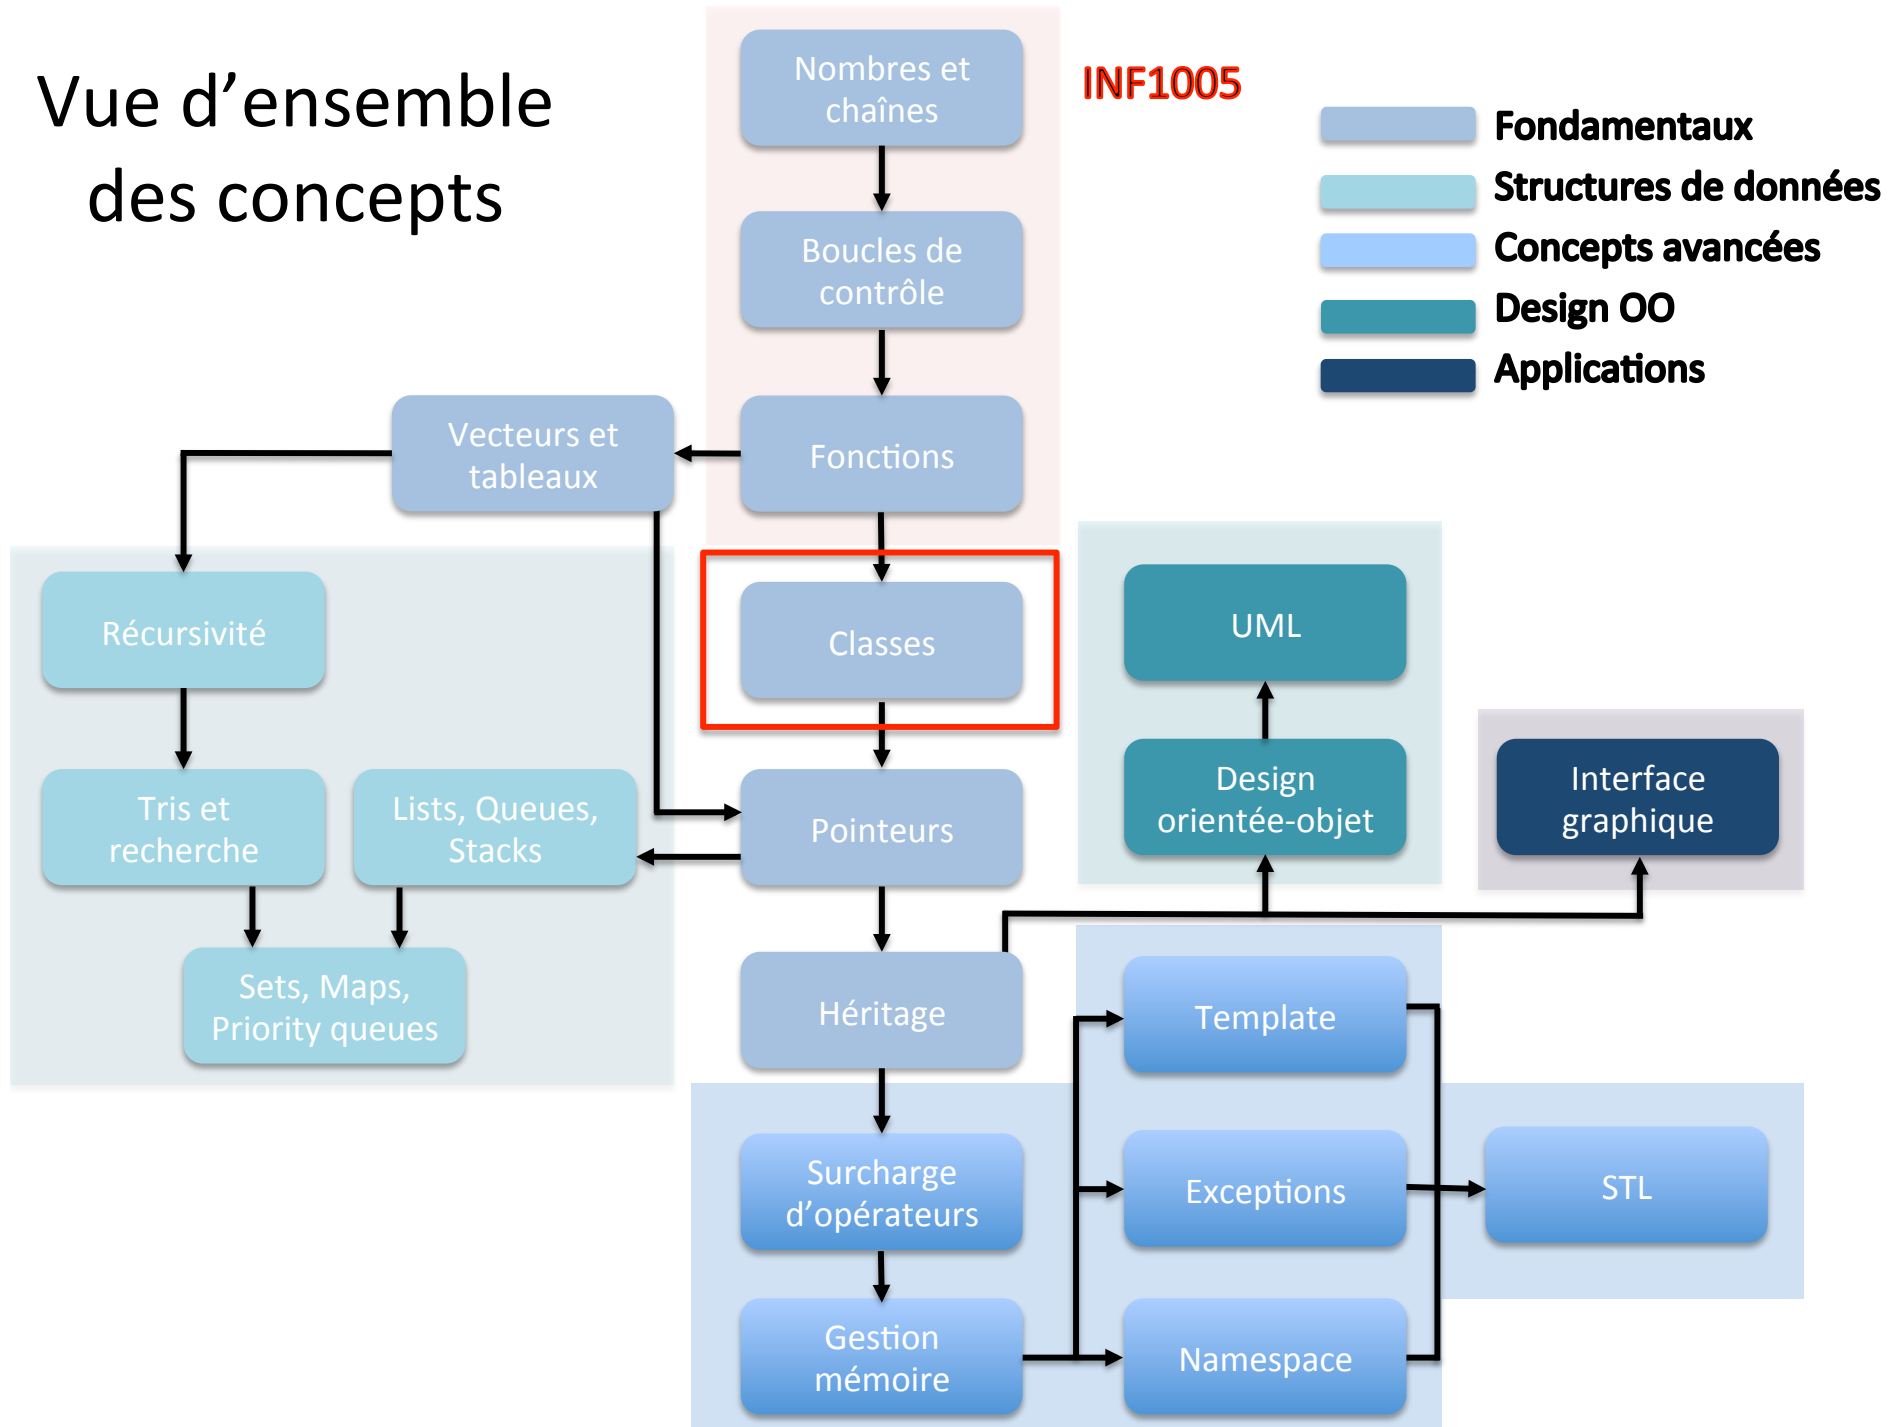 Vue d’ensemble
des concepts
Nombres et
chaînes
INF1005
Fondamentaux
Structures de données
Concepts avancées
Design OO
Applications
Boucles de
contrôle
Vecteurs et
tableaux
Fonctions
Récursivité
Classes
UML
Tris et
recherche
Lists, Queues,
Stacks
Pointeurs
Design
orientée-objet
Interface
graphique
Sets, Maps,
Priority queues
Héritage
Template
Surcharge
d’opérateurs
Exceptions
STL
Gestion
mémoire
Namespace